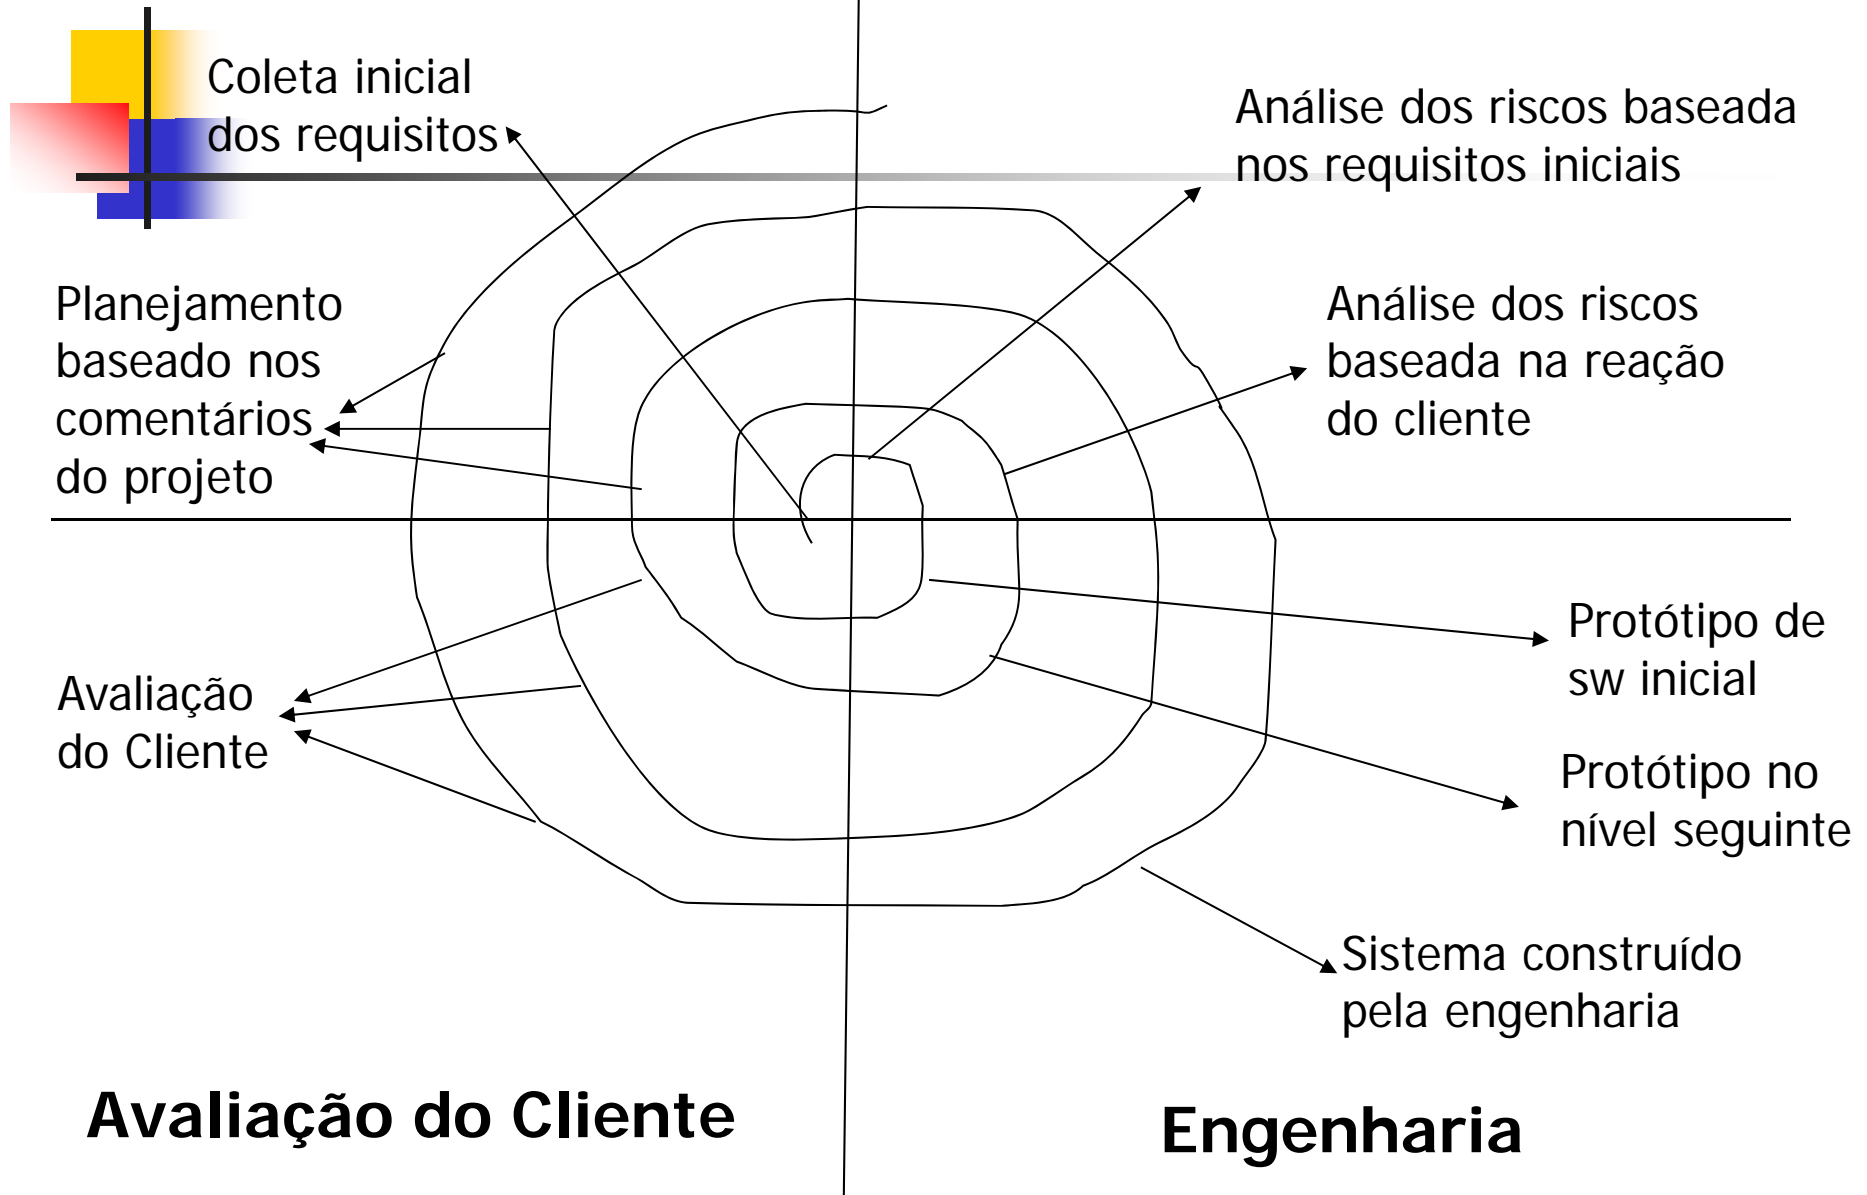 Coleta inicial
dos requisitos
Análise dos riscos baseada
nos requisitos iniciais
Planejamento
baseado nos
comentários
do projeto
Análise dos riscos
baseada na reação
do cliente
Avaliação
do Cliente
Protótipo de
sw inicial
Protótipo no
nível seguinte
Sistema construído
pela engenharia
Avaliação do Cliente
Engenharia